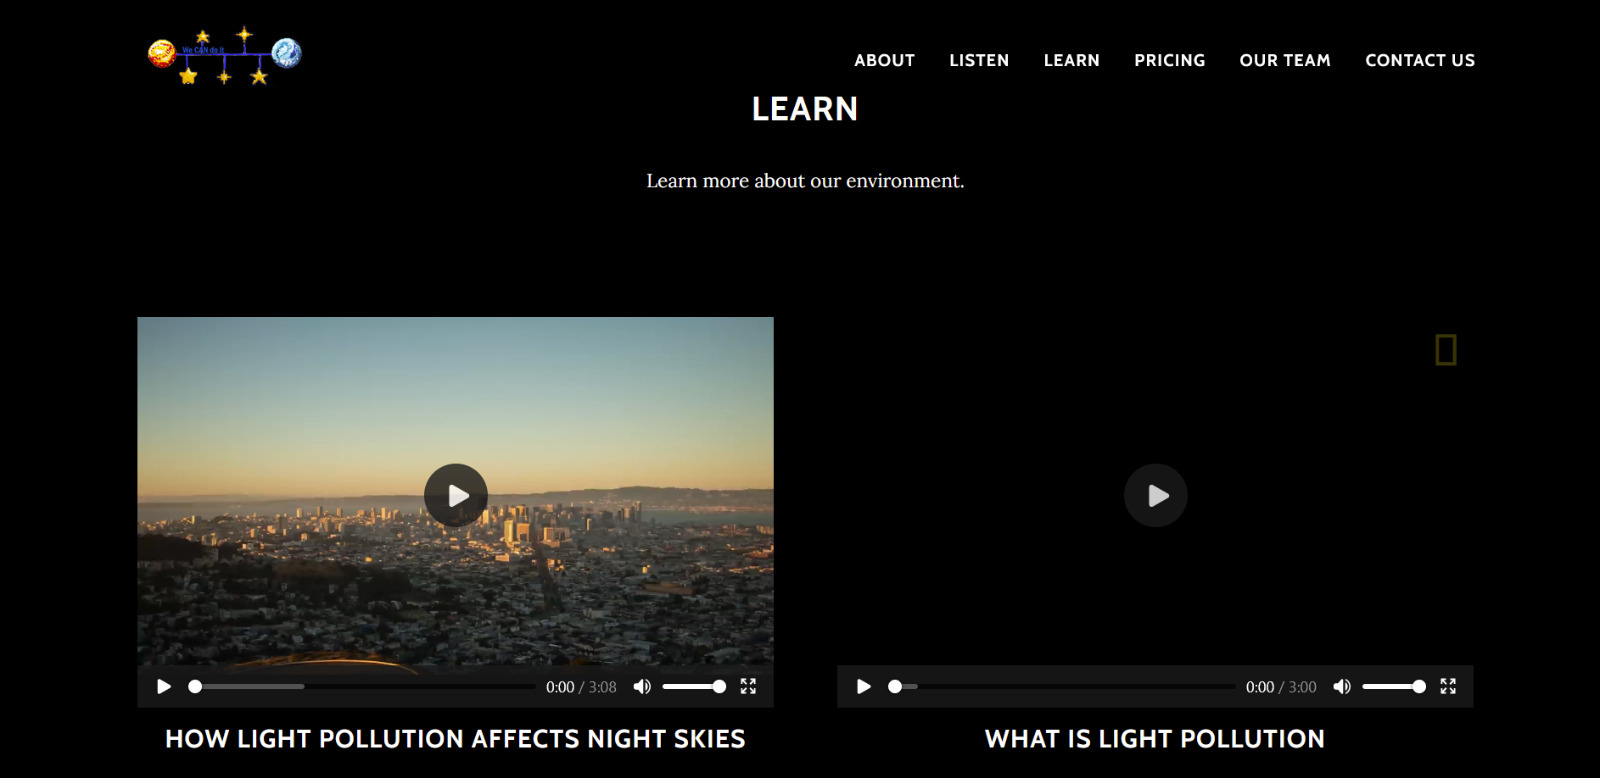 We CAN do it
ABOUT LISTEN LEARN PRICING OUR TEAM CONTACT US
LEARN
Learn more about our environment.
0:00 / 3:08
0:00 / 3:00
HOW LIGHT POLLUTION AFFECTS NIGHT SKIES
WHAT IS LIGHT POLLUTION